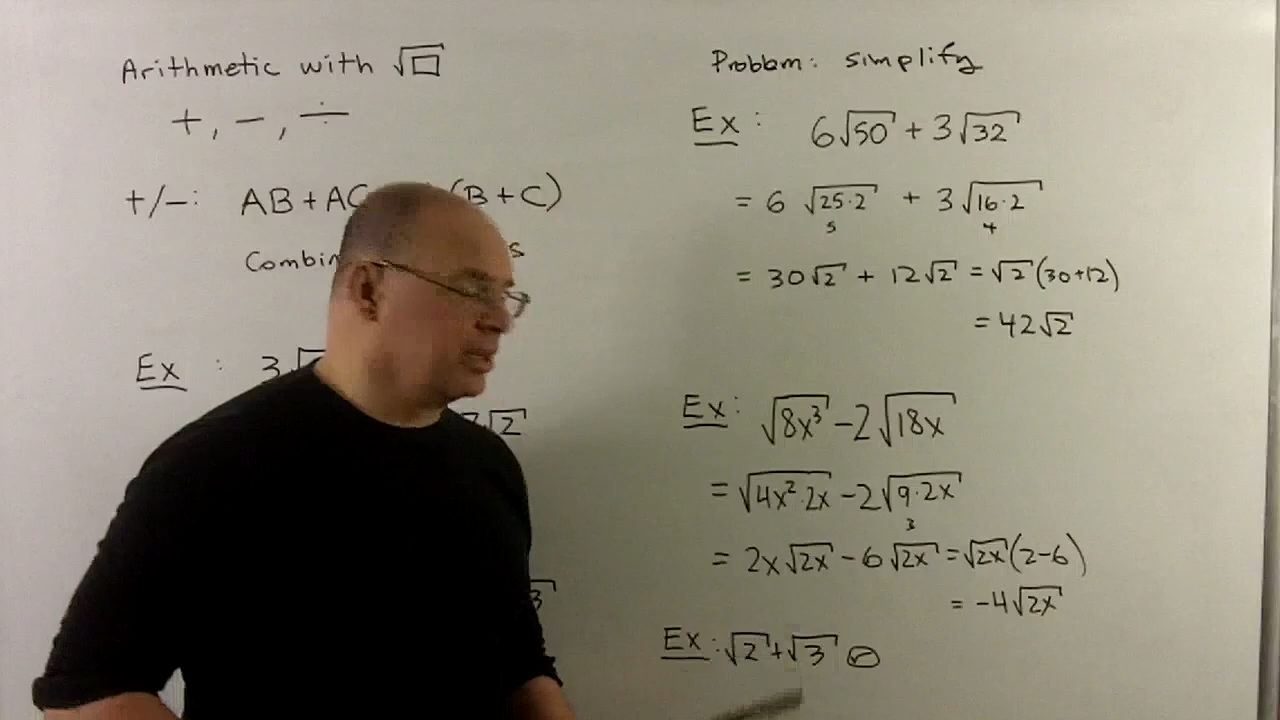 Arithmetic with √□
+, -, ÷
+/-: AB + AC (B + C)
Ex : 3√
√2
3
Problem: simplify
Ex : 6√50 + 3√32
= 6 √25·2 + 3√16·2
5 4
= 30√2 + 12√2 = √2 (30+12)
= 42√2
Ex: √8x³ - 2√18x
= √4x²·2x - 2√9·2x
3
= 2x√2x - 6√2x = √2x (2-6)
= -4√2x
Ex: √2 + √3